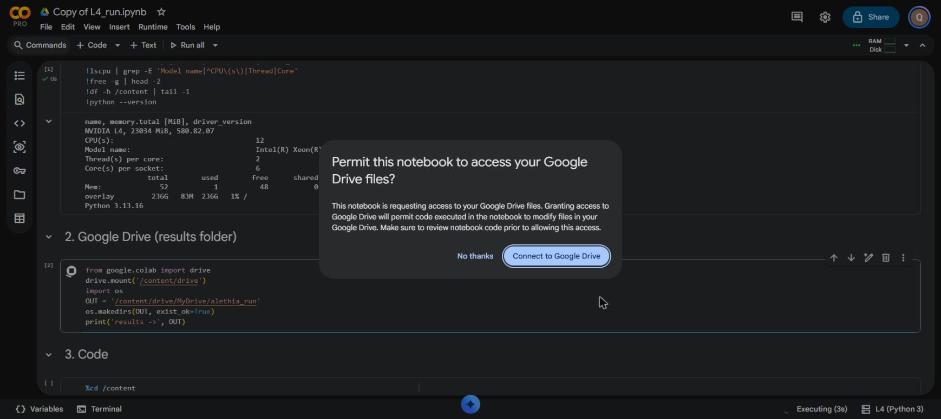 CO PRO
Copy of L4_run.ipynb
File Edit View Insert Runtime Tools Help
Share
Q
Commands + Code + Text Run all
RAM
Disk
[1]
0s
!lscpu | grep -E 'Model name|^CPU\(s\)|Thread|Core"
!free -g | head -2
!df -h /content | tail -1
!python --version
name, memory.total [MiB], driver_version
NVIDIA L4, 23034 MiB, 580.82.07
CPU(s): 12
Model name: Intel(R) Xeon(R)
Thread(s) per core: 2
Core(s) per socket: 6
total used free shared
Mem: 52 1 48 0
overlay 236G 83M 236G 1% /
Python 3.13.16
Permit this notebook to access your Google
Drive files?
This notebook is requesting access to your Google Drive files. Granting access to
Google Drive will permit code executed in the notebook to modify files in your
Google Drive. Make sure to review notebook code prior to allowing this access.
No thanks Connect to Google Drive
2. Google Drive (results folder)
[2]
from google.colab import drive
drive.mount('/content/drive')
import os
OUT = '/content/drive/MyDrive/alethia_run'
os.makedirs(OUT, exist_ok=True)
print('results ->', OUT)
3. Code
[ ]
%cd /content
{} Variables Terminal
Executing (3s) L4 (Python 3)